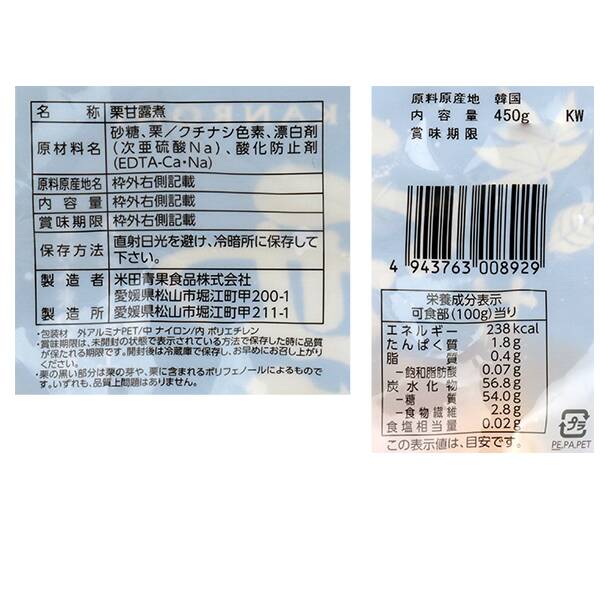 名 称 栗甘露煮
原材料名 砂糖、栗／クチナシ色素、漂白剤
(次亜硫酸Na)、酸化防止剤
(EDTA-Ca・Na)
原料原産地名 枠外右側記載
内 容 量 枠外右側記載
賞味期限 枠外右側記載
保存方法 直射日光を避け、冷暗所に保存して
下さい。
製 造 者 米田青果食品株式会社
愛媛県松山市堀江町甲200-1
製 造 所 愛媛県松山市堀江町甲211-1
・包装材 外アルミナPET/中 ナイロン/内 ポリエチレン
・賞味期限は、未開封の状態で表示されている方法で保存した時に品質
が保たれる期限です。開封後は冷蔵庫で保存し、お早めにお召し上がり
ください。
・栗の黒い部分は栗の芽や、栗に含まれるポリフェノールによるもので
す。いずれも、品質上問題はありません。
原料原産地 韓国
内 容 量 450g KW
賞味期限
4 943763 008929
栄養成分表示
可食部(100g)当り
エネルギー 238kcal
たんぱく質 1.8g
脂 質 0.4g
－飽和脂肪酸 0.07g
炭水化物 56.8g
－糖 質 54.0g
－食物繊維 2.8g
食塩相当量 0.02g
この表示値は、目安です。
プラ
PE,PA,PET